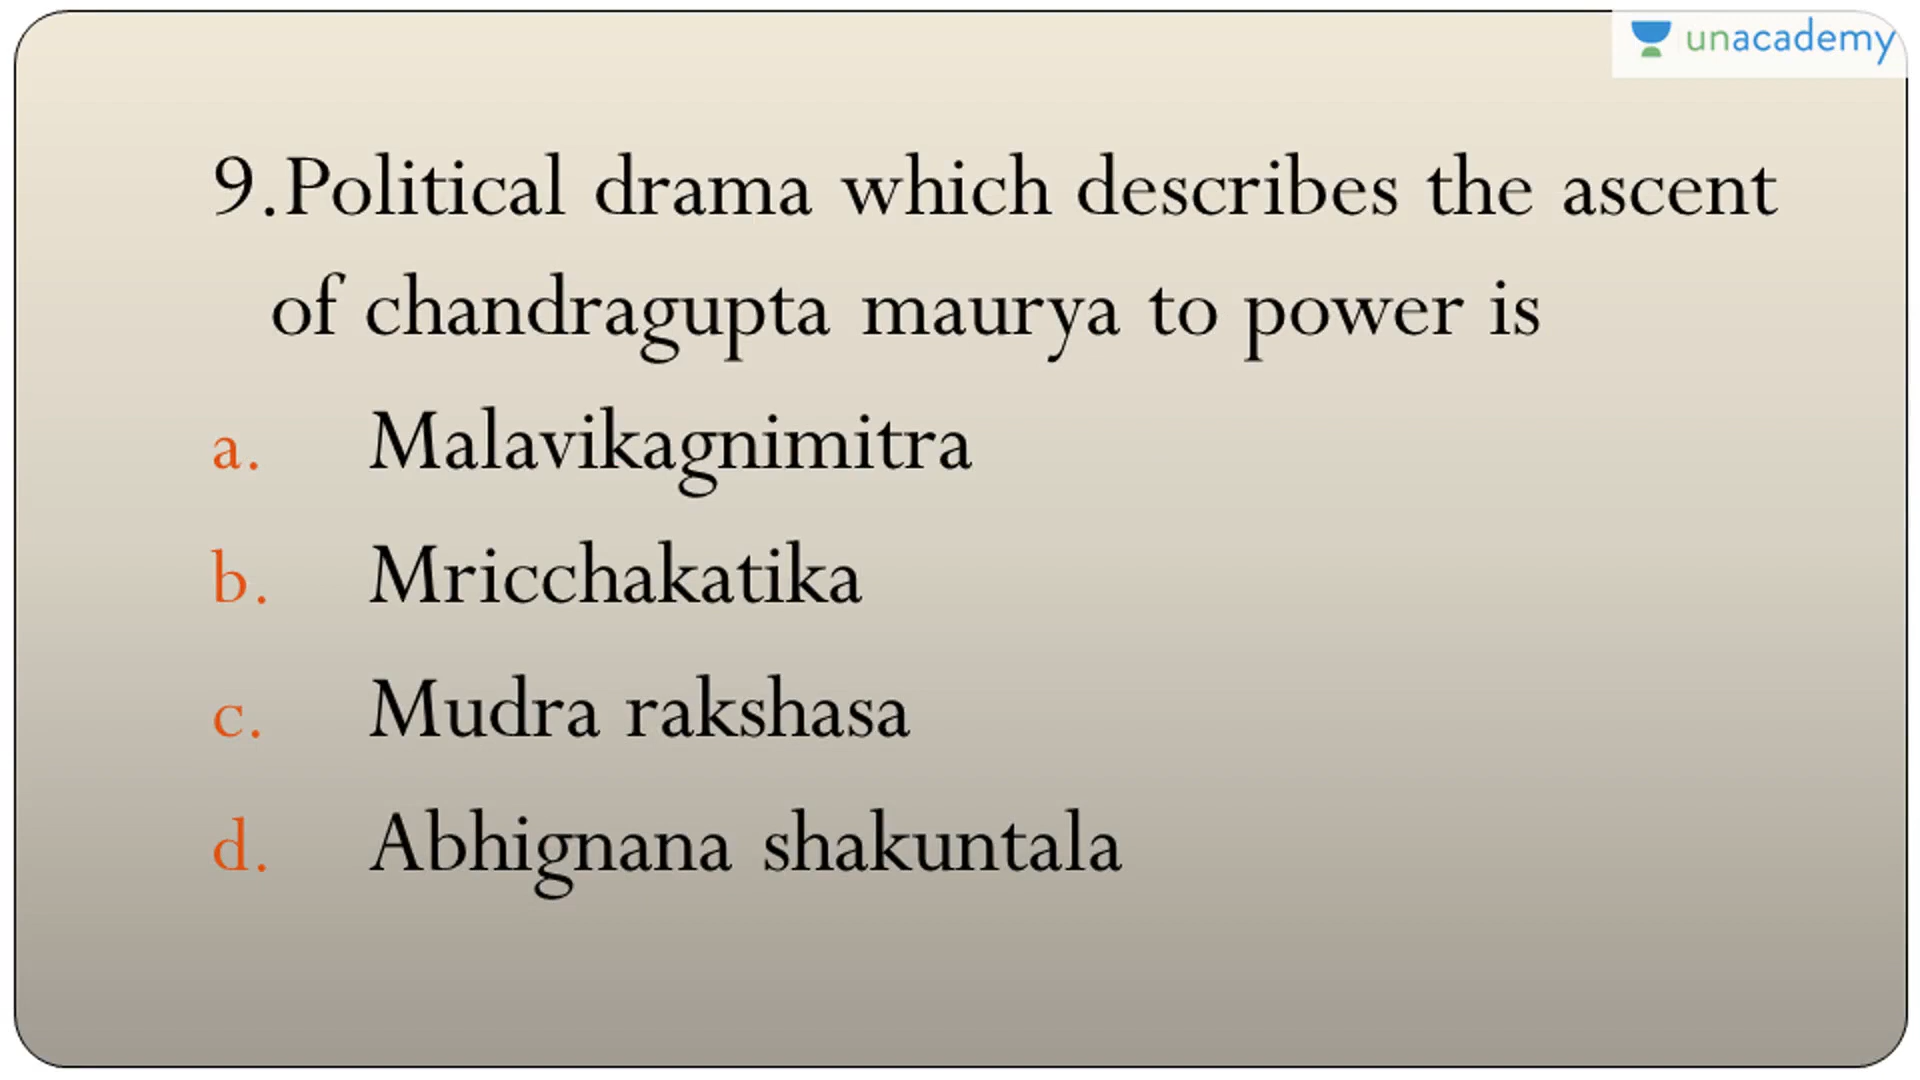 unacademy
9.Political drama which describes the ascent
of chandragupta maurya to power is
a. Malavikagnimitra
b. Mricchakatika
c. Mudra rakshasa
d. Abhignana shakuntala